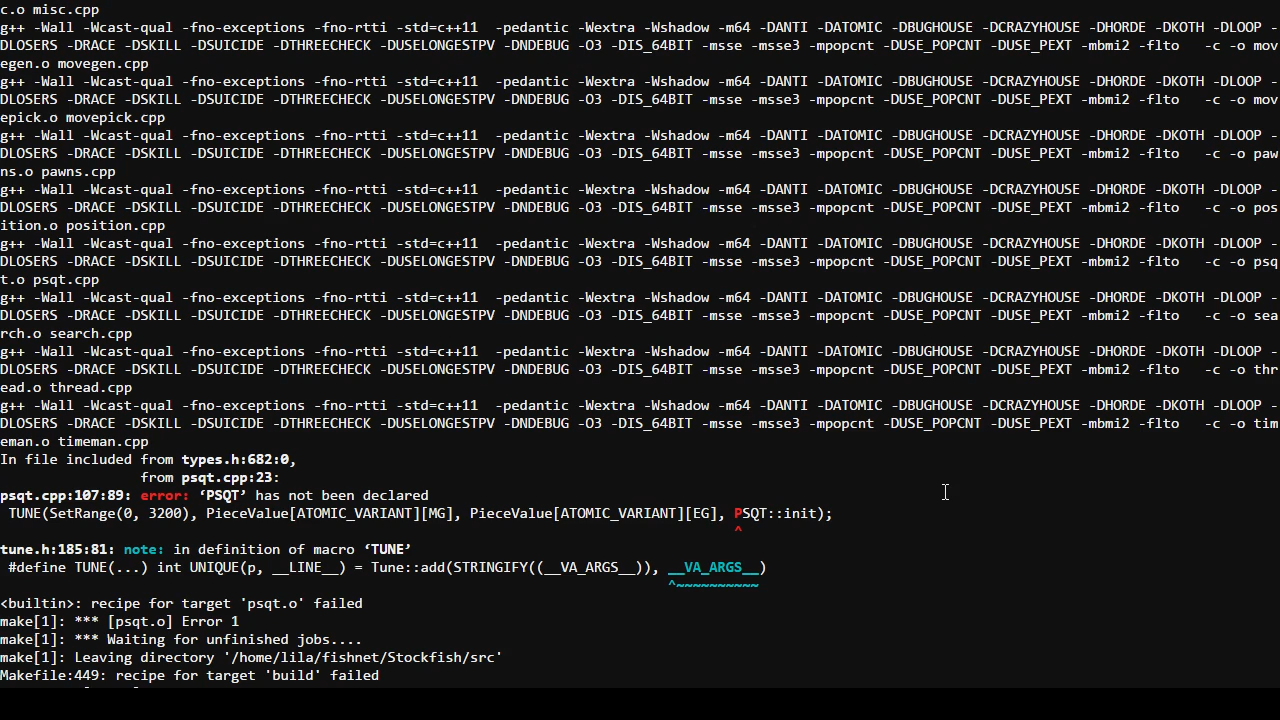 c.o misc.cpp
g++ -Wall -Wcast-qual -fno-exceptions -fno-rtti -std=c++11  -pedantic -Wextra -Wshadow -m64 -DANTI -DATOMIC -DBUGHOUSE -DCRAZYHOUSE -DHORDE -DKOTH -DLOOP -
DLOSERS -DRACE -DSKILL -DSUICIDE -DTHREECHECK -DUSELONGESTPV -DNDEBUG -O3 -DIS_64BIT -msse -msse3 -mpopcnt -DUSE_POPCNT -DUSE_PEXT -mbmi2 -flto   -c -o mov
egen.o movegen.cpp
g++ -Wall -Wcast-qual -fno-exceptions -fno-rtti -std=c++11  -pedantic -Wextra -Wshadow -m64 -DANTI -DATOMIC -DBUGHOUSE -DCRAZYHOUSE -DHORDE -DKOTH -DLOOP -
DLOSERS -DRACE -DSKILL -DSUICIDE -DTHREECHECK -DUSELONGESTPV -DNDEBUG -O3 -DIS_64BIT -msse -msse3 -mpopcnt -DUSE_POPCNT -DUSE_PEXT -mbmi2 -flto   -c -o mov
epick.o movepick.cpp
g++ -Wall -Wcast-qual -fno-exceptions -fno-rtti -std=c++11  -pedantic -Wextra -Wshadow -m64 -DANTI -DATOMIC -DBUGHOUSE -DCRAZYHOUSE -DHORDE -DKOTH -DLOOP -
DLOSERS -DRACE -DSKILL -DSUICIDE -DTHREECHECK -DUSELONGESTPV -DNDEBUG -O3 -DIS_64BIT -msse -msse3 -mpopcnt -DUSE_POPCNT -DUSE_PEXT -mbmi2 -flto   -c -o paw
ns.o pawns.cpp
g++ -Wall -Wcast-qual -fno-exceptions -fno-rtti -std=c++11  -pedantic -Wextra -Wshadow -m64 -DANTI -DATOMIC -DBUGHOUSE -DCRAZYHOUSE -DHORDE -DKOTH -DLOOP -
DLOSERS -DRACE -DSKILL -DSUICIDE -DTHREECHECK -DUSELONGESTPV -DNDEBUG -O3 -DIS_64BIT -msse -msse3 -mpopcnt -DUSE_POPCNT -DUSE_PEXT -mbmi2 -flto   -c -o pos
ition.o position.cpp
g++ -Wall -Wcast-qual -fno-exceptions -fno-rtti -std=c++11  -pedantic -Wextra -Wshadow -m64 -DANTI -DATOMIC -DBUGHOUSE -DCRAZYHOUSE -DHORDE -DKOTH -DLOOP -
DLOSERS -DRACE -DSKILL -DSUICIDE -DTHREECHECK -DUSELONGESTPV -DNDEBUG -O3 -DIS_64BIT -msse -msse3 -mpopcnt -DUSE_POPCNT -DUSE_PEXT -mbmi2 -flto   -c -o psq
t.o psqt.cpp
g++ -Wall -Wcast-qual -fno-exceptions -fno-rtti -std=c++11  -pedantic -Wextra -Wshadow -m64 -DANTI -DATOMIC -DBUGHOUSE -DCRAZYHOUSE -DHORDE -DKOTH -DLOOP -
DLOSERS -DRACE -DSKILL -DSUICIDE -DTHREECHECK -DUSELONGESTPV -DNDEBUG -O3 -DIS_64BIT -msse -msse3 -mpopcnt -DUSE_POPCNT -DUSE_PEXT -mbmi2 -flto   -c -o sea
rch.o search.cpp
g++ -Wall -Wcast-qual -fno-exceptions -fno-rtti -std=c++11  -pedantic -Wextra -Wshadow -m64 -DANTI -DATOMIC -DBUGHOUSE -DCRAZYHOUSE -DHORDE -DKOTH -DLOOP -
DLOSERS -DRACE -DSKILL -DSUICIDE -DTHREECHECK -DUSELONGESTPV -DNDEBUG -O3 -DIS_64BIT -msse -msse3 -mpopcnt -DUSE_POPCNT -DUSE_PEXT -mbmi2 -flto   -c -o thr
ead.o thread.cpp
g++ -Wall -Wcast-qual -fno-exceptions -fno-rtti -std=c++11  -pedantic -Wextra -Wshadow -m64 -DANTI -DATOMIC -DBUGHOUSE -DCRAZYHOUSE -DHORDE -DKOTH -DLOOP -
DLOSERS -DRACE -DSKILL -DSUICIDE -DTHREECHECK -DUSELONGESTPV -DNDEBUG -O3 -DIS_64BIT -msse -msse3 -mpopcnt -DUSE_POPCNT -DUSE_PEXT -mbmi2 -flto   -c -o tim
eman.o timeman.cpp
In file included from types.h:682:0,
                 from psqt.cpp:23:
psqt.cpp:107:89: error: ‘PSQT’ has not been declared
 TUNE(SetRange(0, 3200), PieceValue[ATOMIC_VARIANT][MG], PieceValue[ATOMIC_VARIANT][EG], PSQT::init);
                                                                                         ^
tune.h:185:81: note: in definition of macro ‘TUNE’
 #define TUNE(...) int UNIQUE(p, __LINE__) = Tune::add(STRINGIFY((__VA_ARGS__)), __VA_ARGS__)
                                                                                 ^~~~~~~~~~~
<builtin>: recipe for target 'psqt.o' failed
make[1]: *** [psqt.o] Error 1
make[1]: *** Waiting for unfinished jobs....
make[1]: Leaving directory '/home/lila/fishnet/Stockfish/src'
Makefile:449: recipe for target 'build' failed